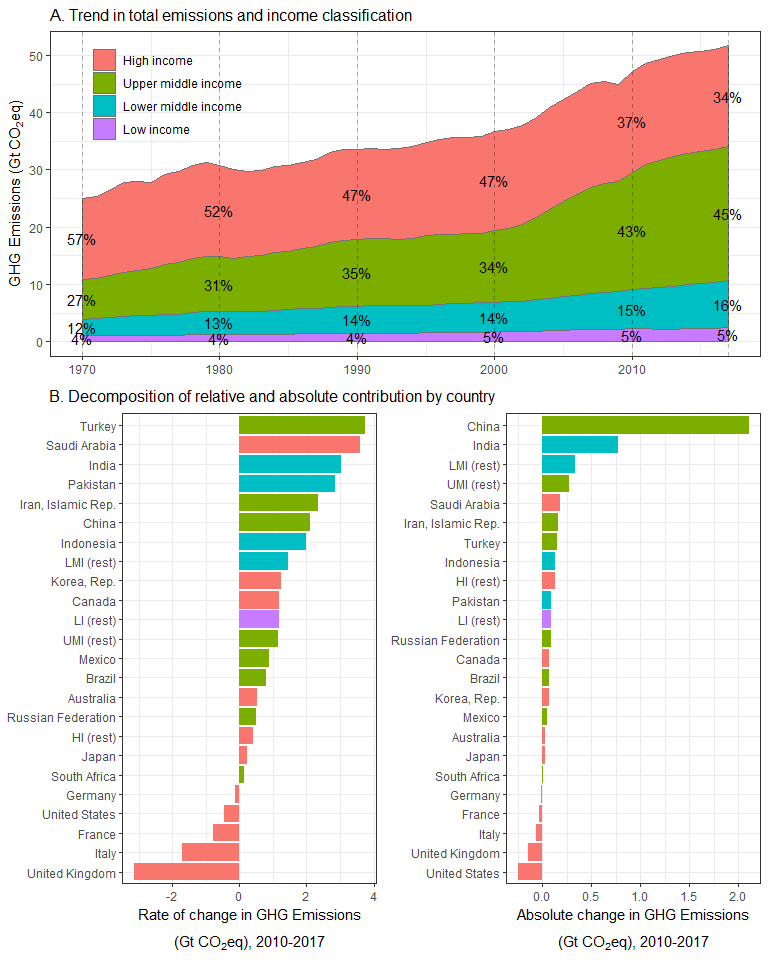 A. Trend in total emissions and income classification
GHG Emissions (Gt CO₂eq)
50
40
30
20
10
0
High income
Upper middle income
Lower middle income
Low income
57%
52%
47%
47%
37%
34%
27%
31%
35%
34%
43%
45%
12%
13%
14%
14%
15%
16%
4%
4%
4%
5%
5%
5%
1970
1980
1990
2000
2010
B. Decomposition of relative and absolute contribution by country
Turkey
Saudi Arabia
India
Pakistan
Iran, Islamic Rep.
China
Indonesia
LMI (rest)
Korea, Rep.
Canada
LI (rest)
UMI (rest)
Mexico
Brazil
Australia
Russian Federation
HI (rest)
Japan
South Africa
Germany
United States
France
Italy
United Kingdom
-2
0
2
4
Rate of change in GHG Emissions
(Gt CO₂eq), 2010-2017
China
India
LMI (rest)
UMI (rest)
Saudi Arabia
Iran, Islamic Rep.
Turkey
Indonesia
HI (rest)
Pakistan
LI (rest)
Russian Federation
Canada
Brazil
Korea, Rep.
Mexico
Australia
Japan
South Africa
Germany
France
Italy
United Kingdom
United States
0.0
0.5
1.0
1.5
2.0
Absolute change in GHG Emissions
(Gt CO₂eq), 2010-2017